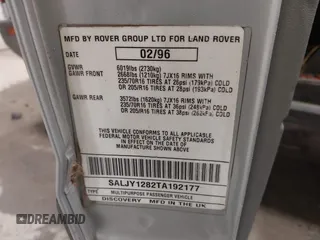 MFD BY ROVER GROUP LTD FOR LAND ROVER
DATE 02/96
GVWR 6019lbs (2730kg)
GAWR FRONT 2668lbs (1210kg) 7JX16 RIMS WITH
235/70R16 TIRES AT 26psi (179kPa) COLD
OR 205/R16 TIRES AT 28psi (193kPa) COLD
GAWR REAR 3572lbs (1620kg) 7JX16 RIMS WITH
235/70R16 TIRES AT 36psi (248kPa) COLD
OR 205/R16 TIRES AT 38psi (262kPa) COLD
THIS VEHICLE CONFORMS TO ALL APPLICABLE
FEDERAL MOTOR VEHICLE SAFETY STANDARDS
IN EFFECT ON THE DATE OF MANUFACTURE
SHOWN ABOVE
SALJY1282TA192177
TYPE MULTIPURPOSE PASSENGER VEHICLE
DISCOVERY MADE IN THE UK
DREAMBID